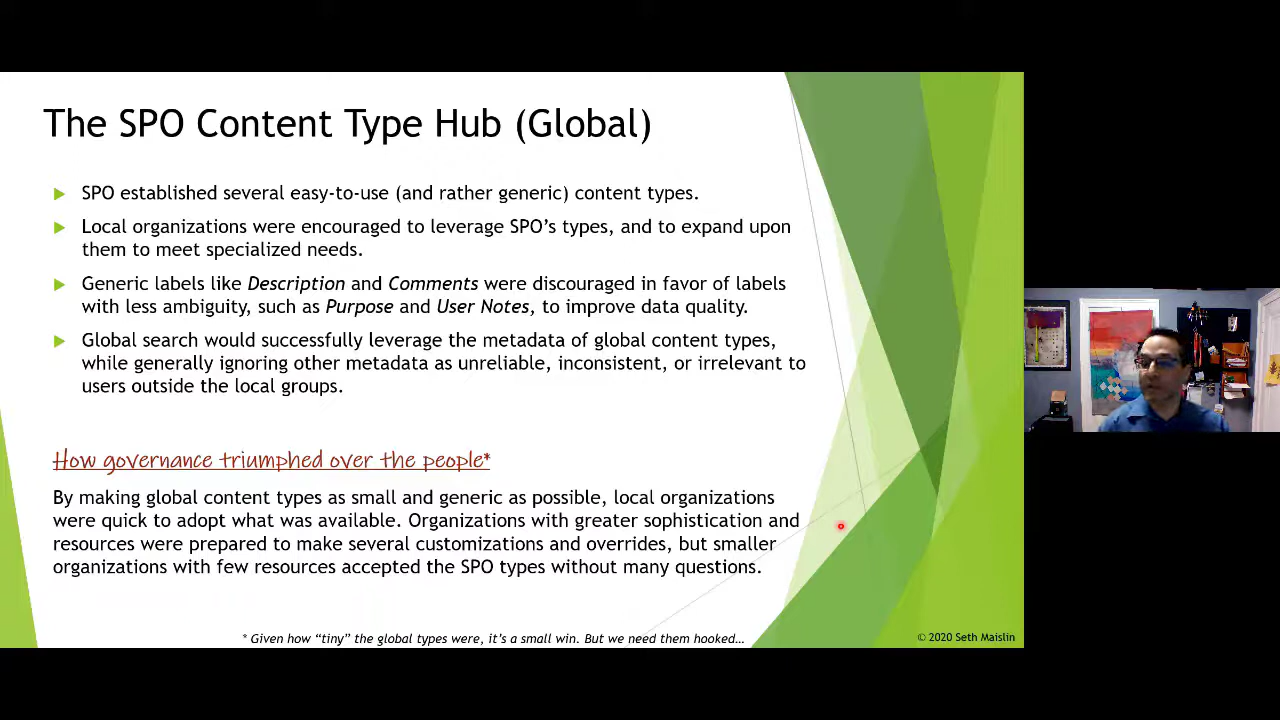 The SPO Content Type Hub (Global)
SPO established several easy-to-use (and rather generic) content types.
Local organizations were encouraged to leverage SPO's types, and to expand upon
them to meet specialized needs.
Generic labels like Description and Comments were discouraged in favor of labels
with less ambiguity, such as Purpose and User Notes, to improve data quality.
Global search would successfully leverage the metadata of global content types,
while generally ignoring other metadata as unreliable, inconsistent, or irrelevant to
users outside the local groups.
How governance triumphed over the people*
By making global content types as small and generic as possible, local organizations
were quick to adopt what was available. Organizations with greater sophistication and
resources were prepared to make several customizations and overrides, but smaller
organizations with few resources accepted the SPO types without many questions.
* Given how “tiny” the global types were, it’s a small win. But we need them hooked…
© 2020 Seth Maislin